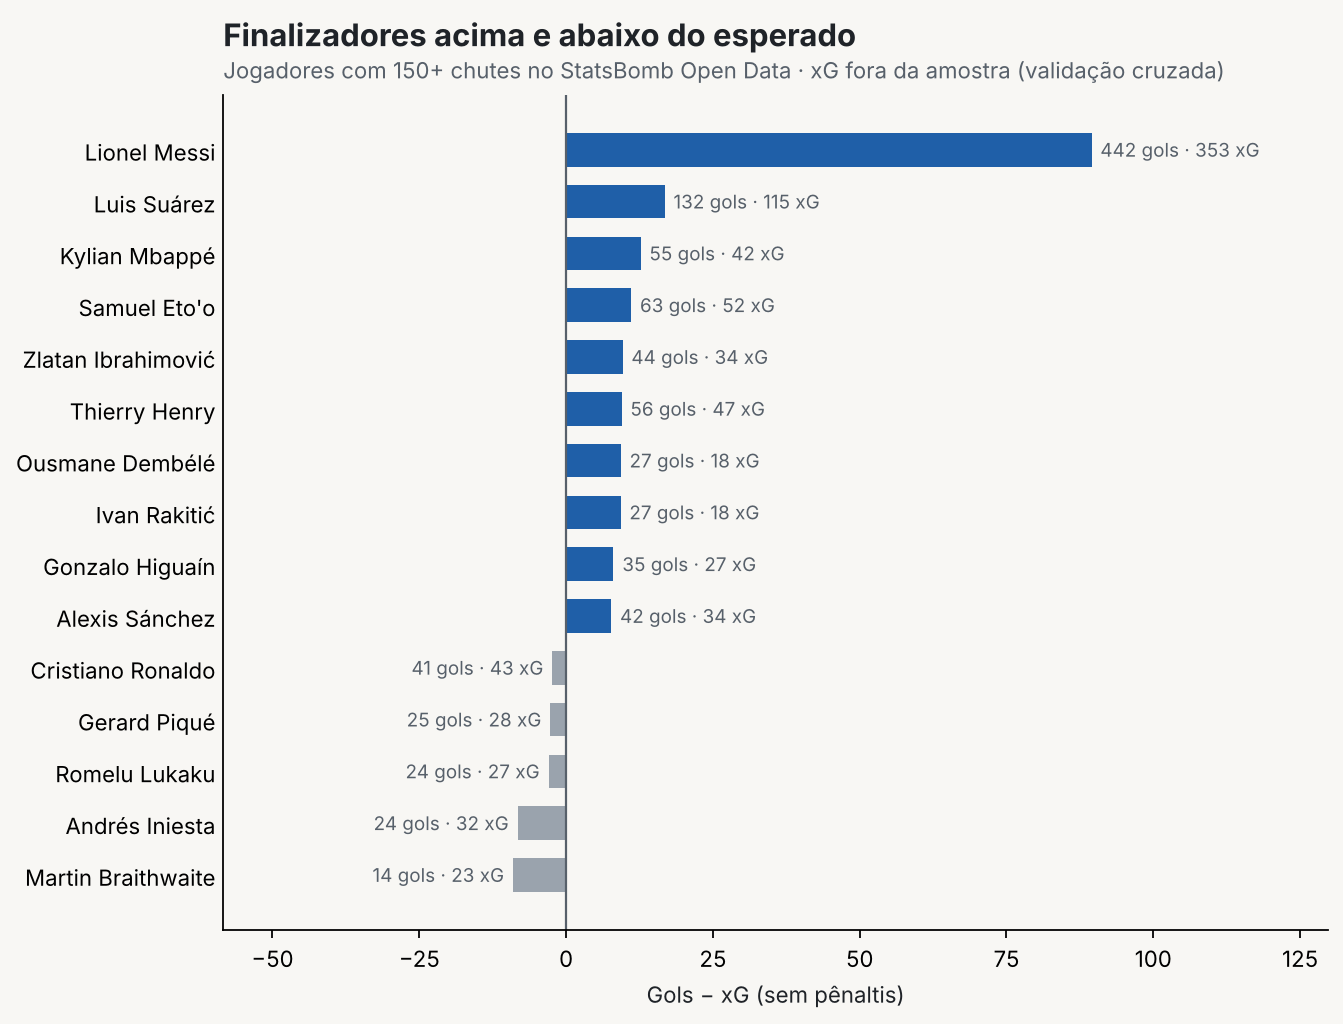 Finalizadores acima e abaixo do esperado
Jogadores com 150+ chutes no StatsBomb Open Data · xG fora da amostra (validação cruzada)
Lionel Messi 442 gols · 353 xG
Luis Suárez 132 gols · 115 xG
Kylian Mbappé 55 gols · 42 xG
Samuel Eto'o 63 gols · 52 xG
Zlatan Ibrahimović 44 gols · 34 xG
Thierry Henry 56 gols · 47 xG
Ousmane Dembélé 27 gols · 18 xG
Ivan Rakitić 27 gols · 18 xG
Gonzalo Higuaín 35 gols · 27 xG
Alexis Sánchez 42 gols · 34 xG
Cristiano Ronaldo 41 gols · 43 xG
Gerard Piqué 25 gols · 28 xG
Romelu Lukaku 24 gols · 27 xG
Andrés Iniesta 24 gols · 32 xG
Martin Braithwaite 14 gols · 23 xG
−50 −25 0 25 50 75 100 125
Gols − xG (sem pênaltis)